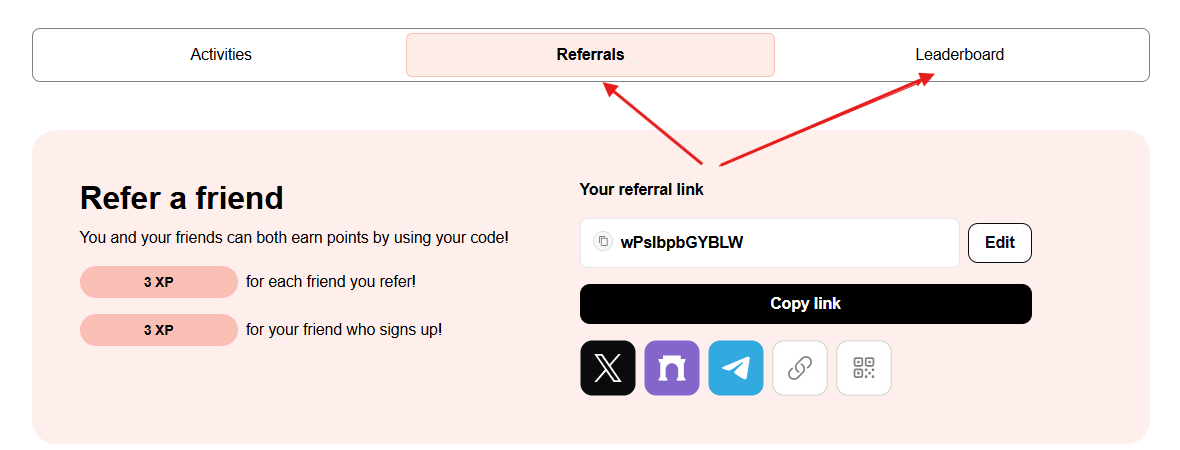 Activities
Referrals
Leaderboard
Refer a friend
You and your friends can both earn points by using your code!
3 XP
for each friend you refer!
3 XP
for your friend who signs up!
Your referral link
wPsIbpbGYBLW
Edit
Copy link